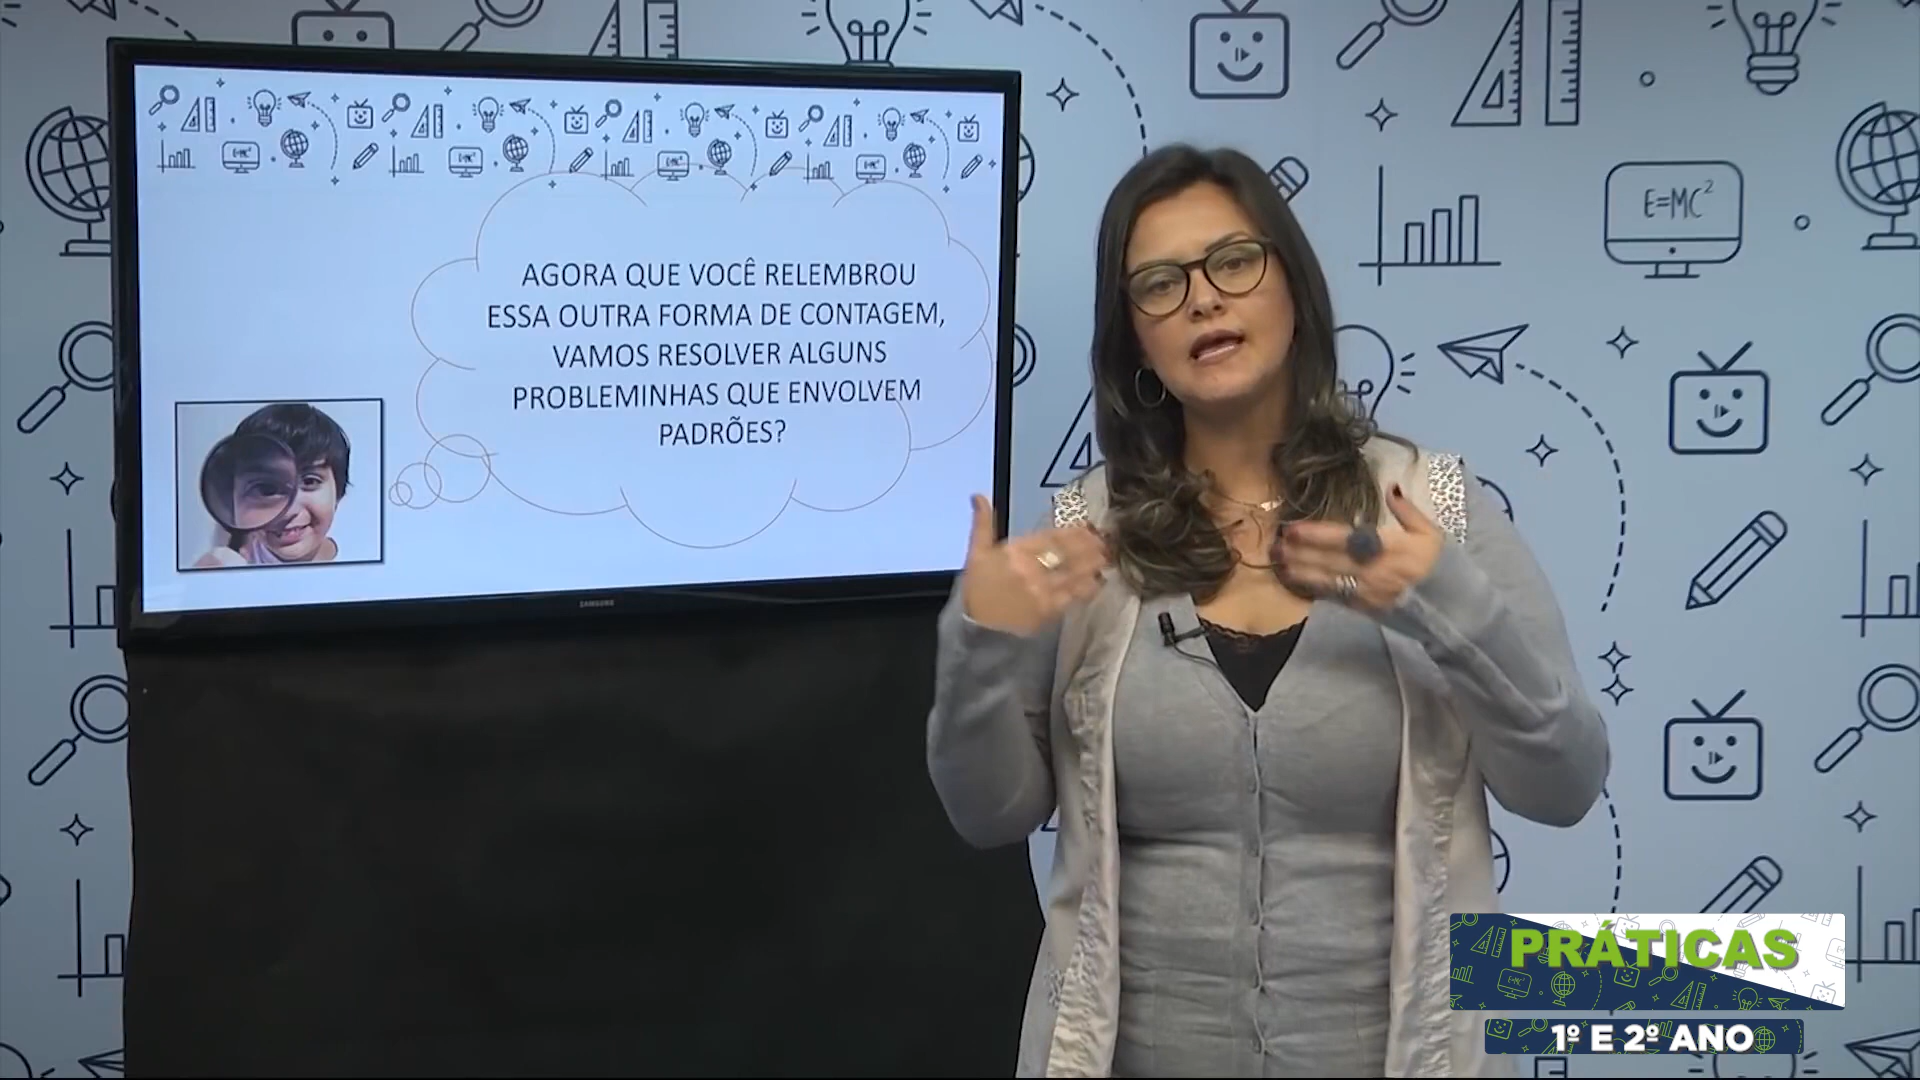 AGORA QUE VOCÊ RELEMBROU
ESSA OUTRA FORMA DE CONTAGEM,
VAMOS RESOLVER ALGUNS
PROBLEMINHAS QUE ENVOLVEM
PADRÕES?
SAMSUNG
E=MC²
PRÁTICAS
1º E 2º ANO